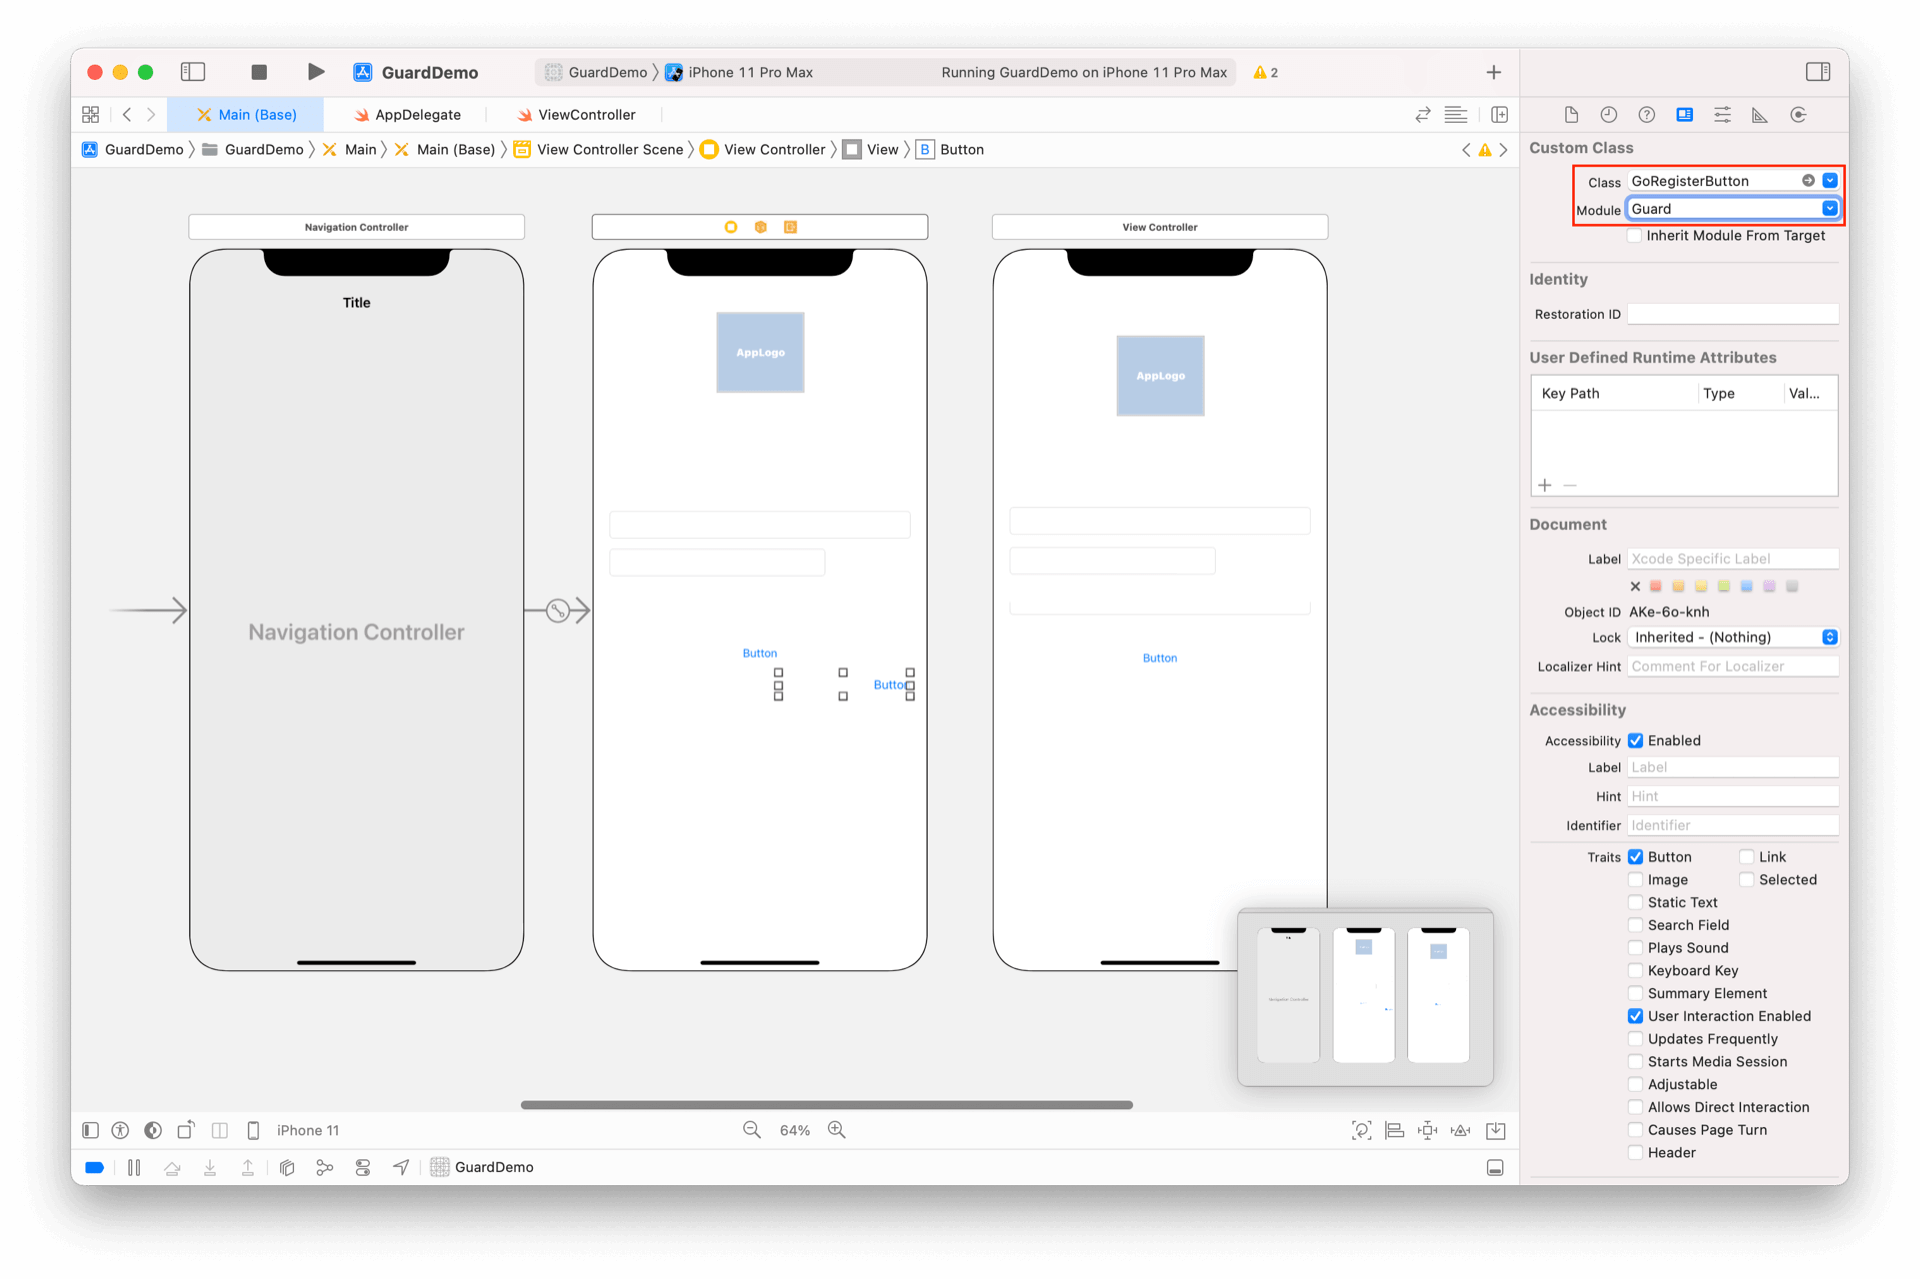 GuardDemo
GuardDemo
iPhone 11 Pro Max
Running GuardDemo on iPhone 11 Pro Max
2
Main (Base)
AppDelegate
ViewController
GuardDemo
GuardDemo
Main
Main (Base)
View Controller Scene
View Controller
View
B
Button
Navigation Controller
Title
Navigation Controller
AppLogo
Button
Button
View Controller
AppLogo
Button
Navigation Controller
iPhone 11
64%
GuardDemo
Custom Class
Class GoRegisterButton
Module Guard
Inherit Module From Target
Identity
Restoration ID
User Defined Runtime Attributes
Key Path Type Val...
Document
Label Xcode Specific Label
Object ID AKe-6o-knh
Lock Inherited - (Nothing)
Localizer Hint Comment For Localizer
Accessibility
Accessibility Enabled
Label Label
Hint Hint
Identifier Identifier
Traits Button Link
Image Selected
Static Text
Search Field
Plays Sound
Keyboard Key
Summary Element
User Interaction Enabled
Updates Frequently
Starts Media Session
Adjustable
Allows Direct Interaction
Causes Page Turn
Header